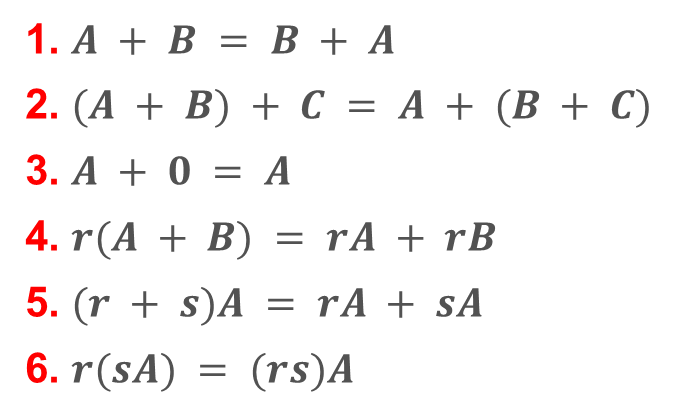 1. A + B = B + A
2. (A + B) + C = A + (B + C)
3. A + 0 = A
4. r(A + B) = rA + rB
5. (r + s)A = rA + sA
6. r(sA) = (rs)A